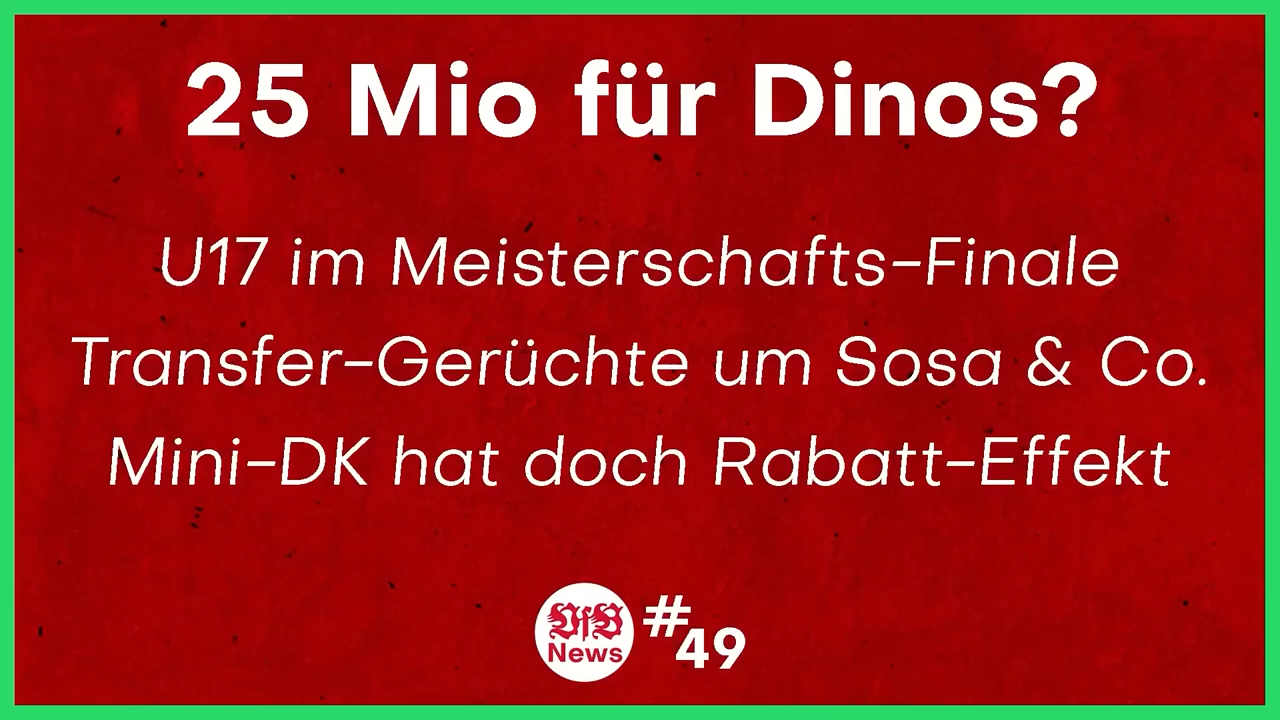 25 Mio für Dinos?
U17 im Meisterschafts-Finale
Transfer-Gerüchte um Sosa & Co.
Mini-DK hat doch Rabatt-Effekt
VfB
News
#49